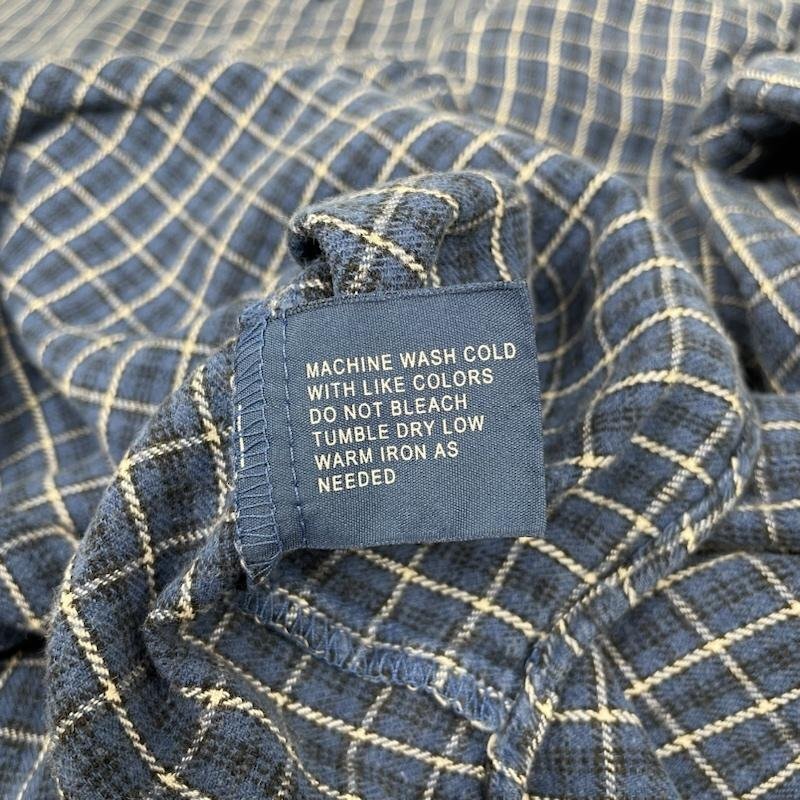 MACHINE WASH COLD
WITH LIKE COLORS
DO NOT BLEACH
TUMBLE DRY LOW
WARM IRON AS
NEEDED